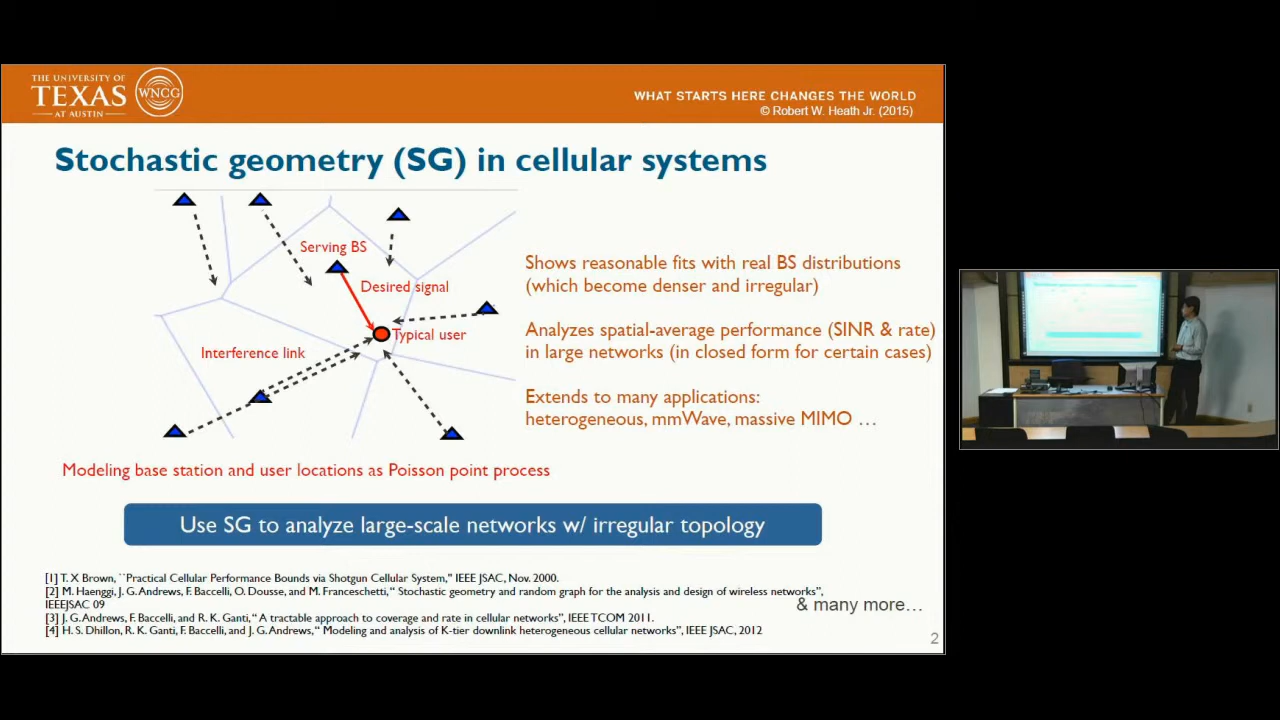 THE UNIVERSITY OF
TEXAS
AT AUSTIN
WNCG
WHAT STARTS HERE CHANGES THE WORLD
© Robert W. Heath Jr. (2015)
Stochastic geometry (SG) in cellular systems
Serving BS
Desired signal
Typical user
Interference link
Shows reasonable fits with real BS distributions
(which become denser and irregular)
Analyzes spatial-average performance (SINR & rate)
in large networks (in closed form for certain cases)
Extends to many applications:
heterogeneous, mmWave, massive MIMO …
Modeling base station and user locations as Poisson point process
Use SG to analyze large-scale networks w/ irregular topology
[1] T. X Brown, ``Practical Cellular Performance Bounds via Shotgun Cellular System," IEEE JSAC, Nov. 2000.
[2] M. Haenggi, J. G. Andrews, F. Baccelli, O. Dousse, and M. Franceschetti, “ Stochastic geometry and random graph for the analysis and design of wireless networks”,
IEEEJSAC 09
[3] J. G. Andrews, F. Baccelli, and R. K. Ganti, “ A tractable approach to coverage and rate in cellular networks”, IEEE TCOM 2011.
[4] H. S. Dhillon, R. K. Ganti, F. Baccelli, and J. G. Andrews, “ Modeling and analysis of K-tier downlink heterogeneous cellular networks”, IEEE JSAC, 2012
& many more…
2